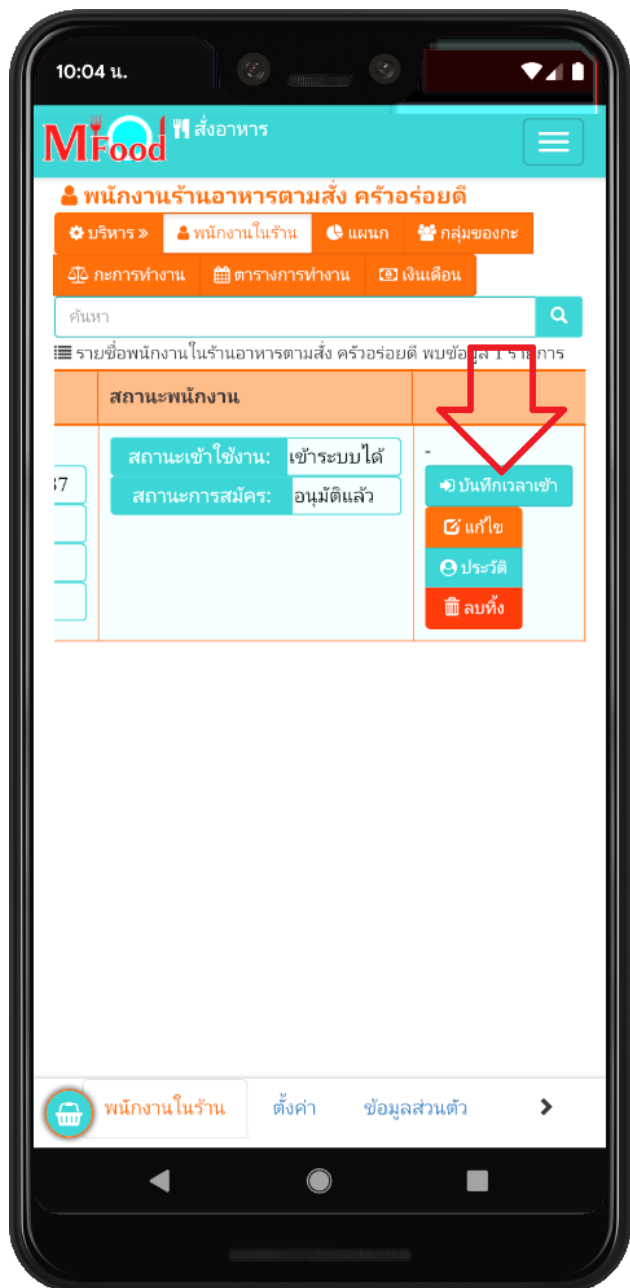 10:04 น.
MFood สั่งอาหาร
พนักงานร้านอาหารตามสั่ง ครัวอร่อยดี
บริหาร » พนักงานในร้าน แผนก กลุ่มของกะ
กะการทำงาน ตารางการทำงาน เงินเดือน
ค้นหา
รายชื่อพนักงานในร้านอาหารตามสั่ง ครัวอร่อยดี พบข้อมูล 1 รายการ
สถานะพนักงาน
สถานะเข้าใช้งาน: เข้าระบบได้ -
37 สถานะการสมัคร: อนุมัติแล้ว บันทึกเวลาเข้า
แก้ไข
ประวัติ
ลบทิ้ง
พนักงานในร้าน ตั้งค่า ข้อมูลส่วนตัว